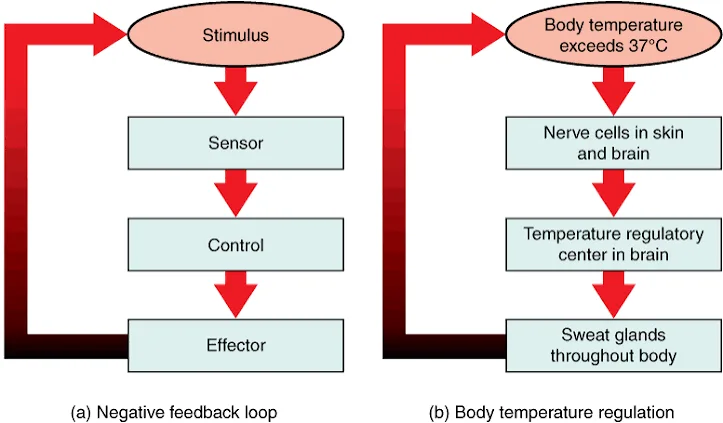 Stimulus
Sensor
Control
Effector
(a) Negative feedback loop
Body temperature
exceeds 37°C
Nerve cells in skin
and brain
Temperature regulatory
center in brain
Sweat glands
throughout body
(b) Body temperature regulation